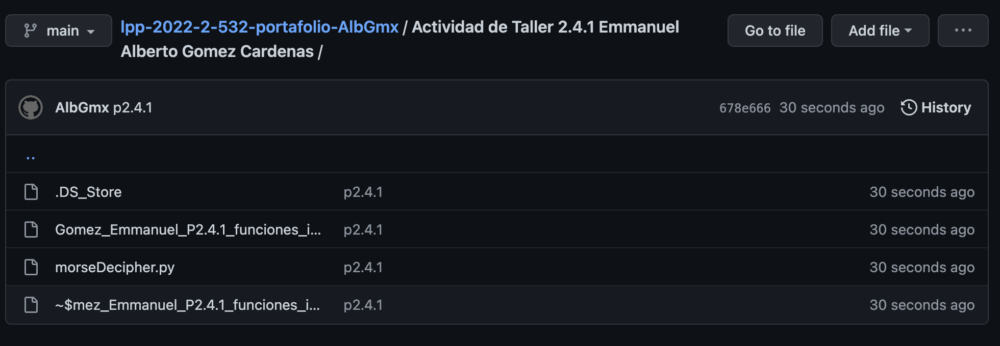 main
lpp-2022-2-532-portafolio-AlbGmx / Actividad de Taller 2.4.1 Emmanuel
Alberto Gomez Cardenas /
Go to file
Add file
...
AlbGmx p2.4.1
678e666 30 seconds ago History
..
.DS_Store p2.4.1 30 seconds ago
Gomez_Emmanuel_P2.4.1_funciones_i... p2.4.1 30 seconds ago
morseDecipher.py p2.4.1 30 seconds ago
~$mez_Emmanuel_P2.4.1_funciones_i... p2.4.1 30 seconds ago